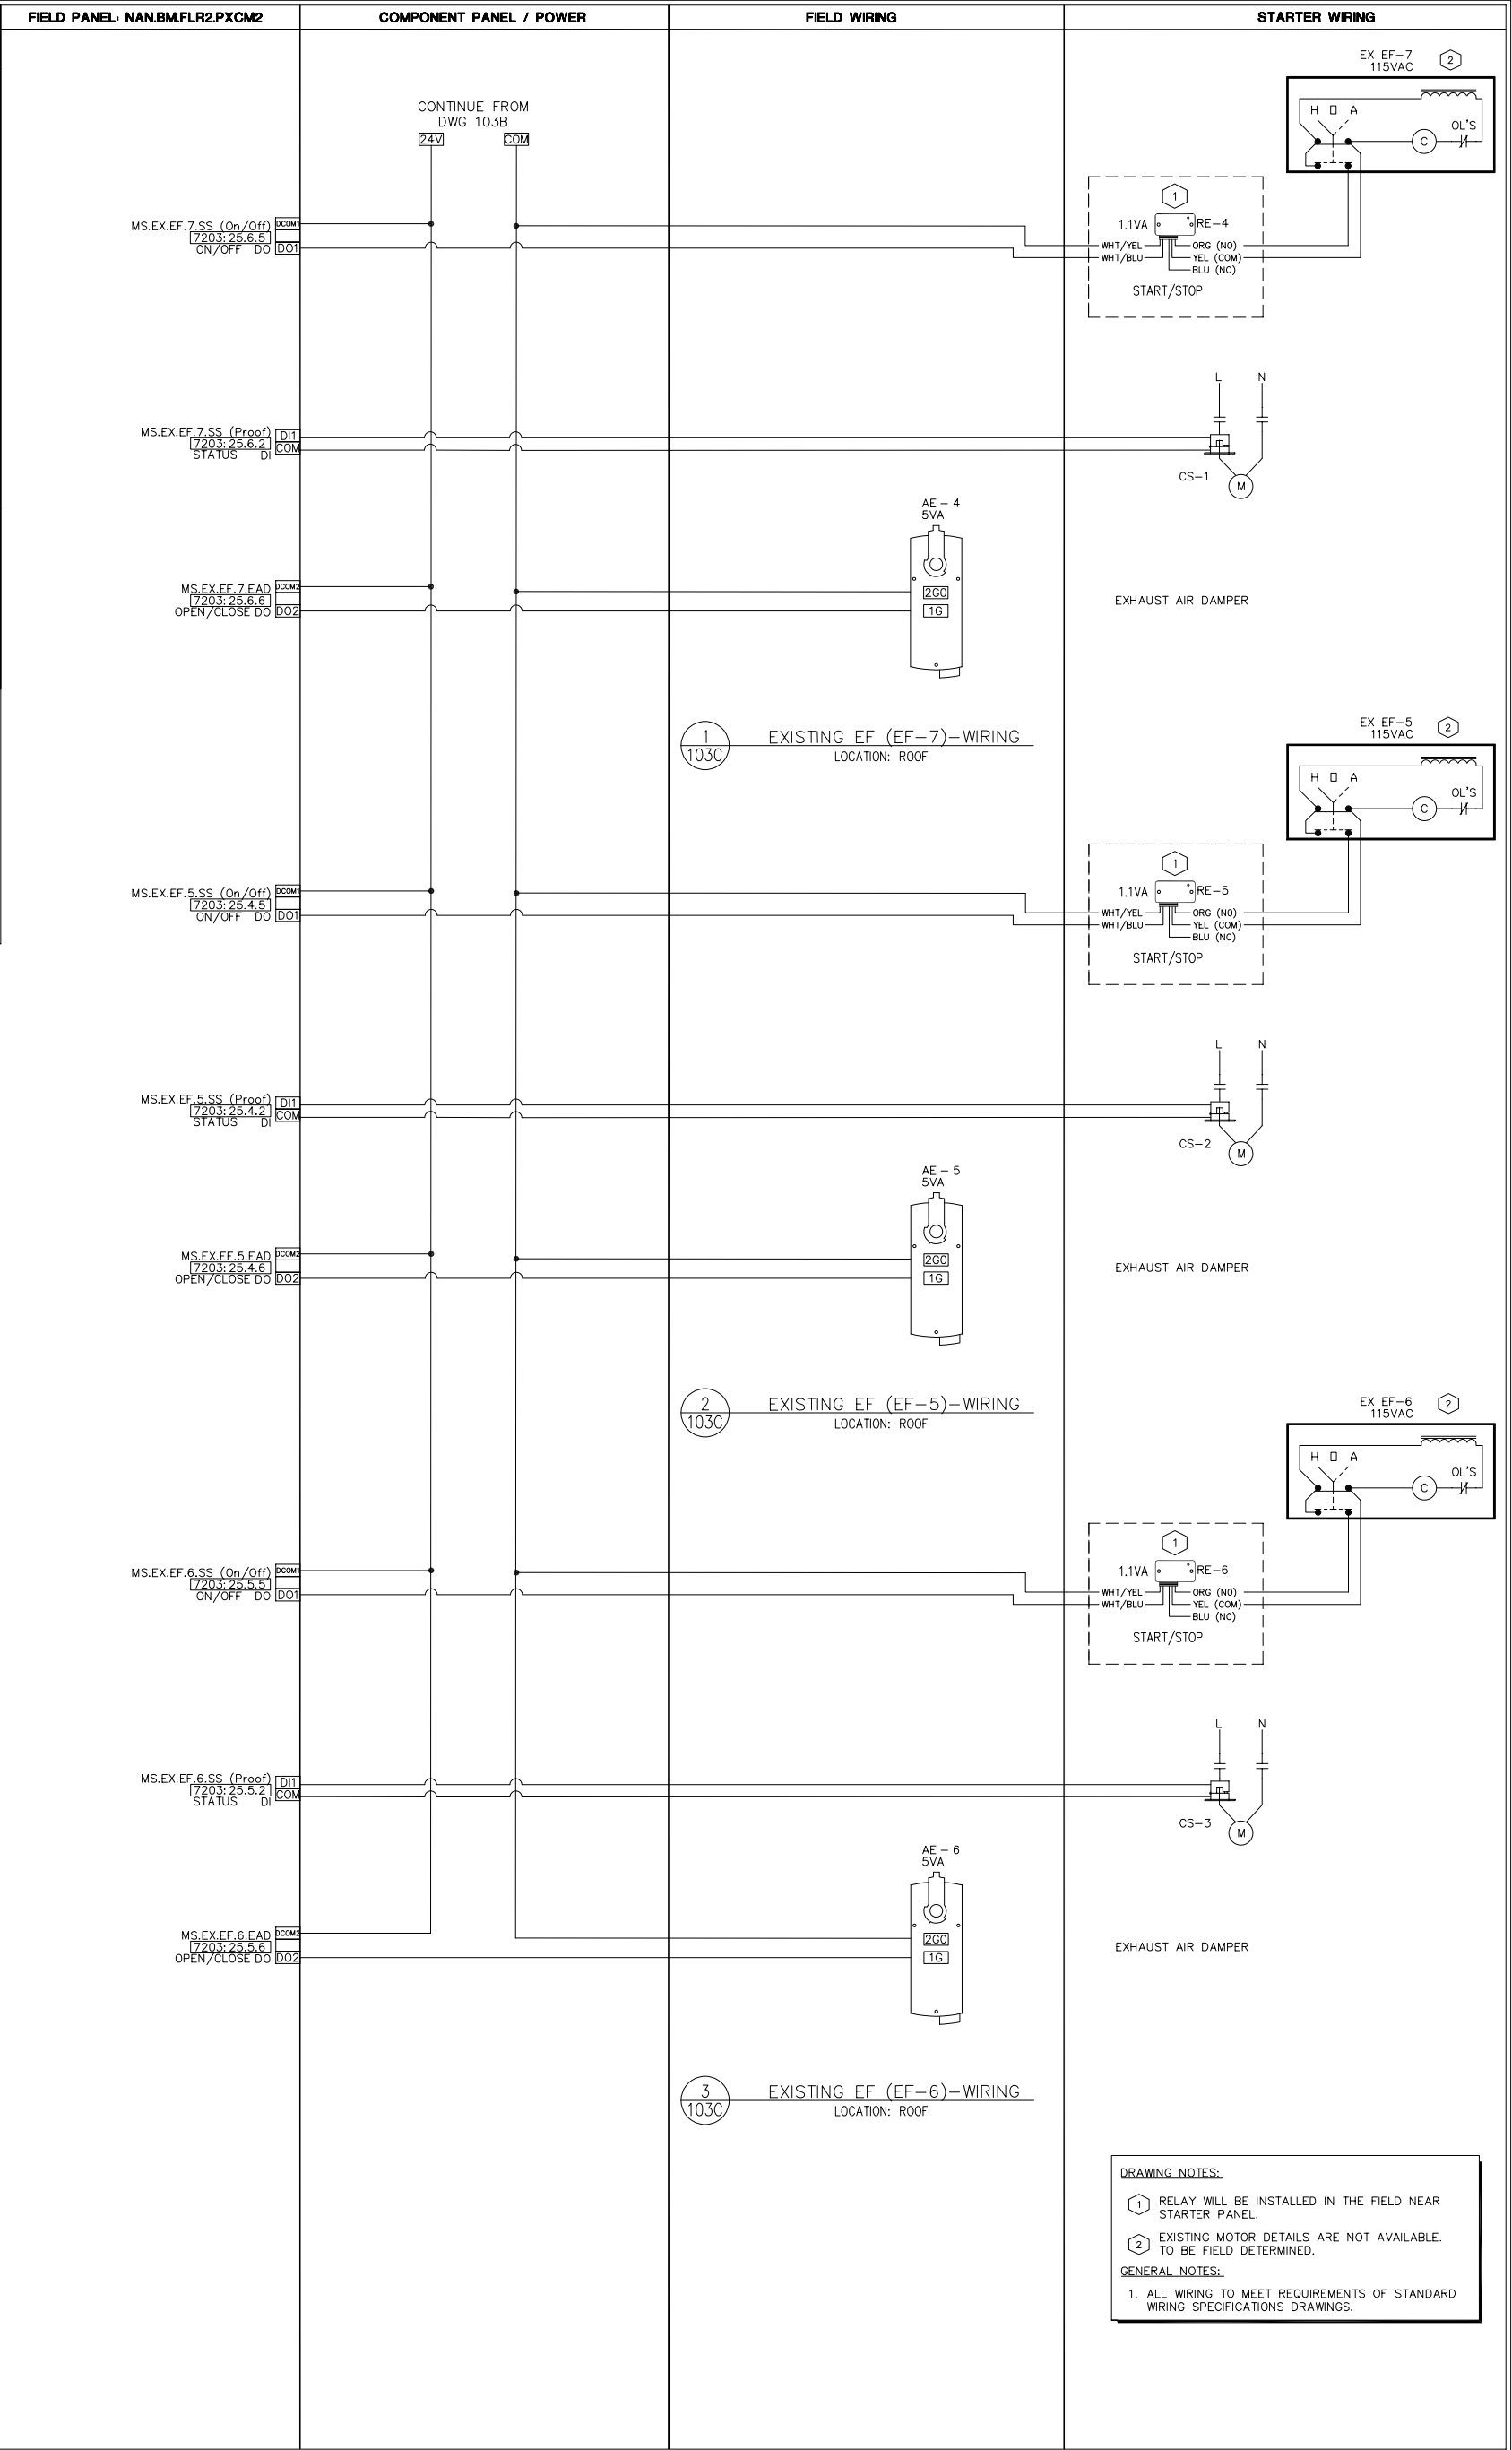 FIELD PANEL: NAN.BM.FLR2.PXCM2
COMPONENT PANEL / POWER
FIELD WIRING
STARTER WIRING
CONTINUE FROM
DWG 103B
24V
COM
EX EF-7
115VAC
2
H O A
OL'S
C
MS.EX.EF.7.SS (On/Off)
DCOM1
7203: 25.6.5
ON/OFF DO
DO1
1
1.1VA
RE-4
WHT/YEL
ORG (NO)
WHT/BLU
YEL (COM)
BLU (NC)
START/STOP
L
N
MS.EX.EF.7.SS (Proof)
DI1
7203: 25.6.2
COM
STATUS DI
CS-1
M
AE - 4
5VA
MS.EX.EF.7.EAD
DCOM2
7203: 25.6.6
OPEN/CLOSE DO
DO2
2G0
1G
EXHAUST AIR DAMPER
1
103C
EXISTING EF (EF-7)-WIRING
LOCATION: ROOF
EX EF-5
115VAC
2
H O A
OL'S
C
MS.EX.EF.5.SS (On/Off)
DCOM1
7203: 25.4.5
ON/OFF DO
DO1
1
1.1VA
RE-5
WHT/YEL
ORG (NO)
WHT/BLU
YEL (COM)
BLU (NC)
START/STOP
L
N
MS.EX.EF.5.SS (Proof)
DI1
7203: 25.4.2
COM
STATUS DI
CS-2
M
AE - 5
5VA
MS.EX.EF.5.EAD
DCOM2
7203: 25.4.6
OPEN/CLOSE DO
DO2
2G0
1G
EXHAUST AIR DAMPER
2
103C
EXISTING EF (EF-5)-WIRING
LOCATION: ROOF
EX EF-6
115VAC
2
H O A
OL'S
C
MS.EX.EF.6.SS (On/Off)
DCOM1
7203: 25.5.5
ON/OFF DO
DO1
1
1.1VA
RE-6
WHT/YEL
ORG (NO)
WHT/BLU
YEL (COM)
BLU (NC)
START/STOP
L
N
MS.EX.EF.6.SS (Proof)
DI1
7203: 25.5.2
COM
STATUS DI
CS-3
M
AE - 6
5VA
MS.EX.EF.6.EAD
DCOM2
7203: 25.5.6
OPEN/CLOSE DO
DO2
2G0
1G
EXHAUST AIR DAMPER
3
103C
EXISTING EF (EF-6)-WIRING
LOCATION: ROOF
DRAWING NOTES:
1 RELAY WILL BE INSTALLED IN THE FIELD NEAR
STARTER PANEL.
2 EXISTING MOTOR DETAILS ARE NOT AVAILABLE.
TO BE FIELD DETERMINED.
GENERAL NOTES:
1. ALL WIRING TO MEET REQUIREMENTS OF STANDARD
WIRING SPECIFICATIONS DRAWINGS.